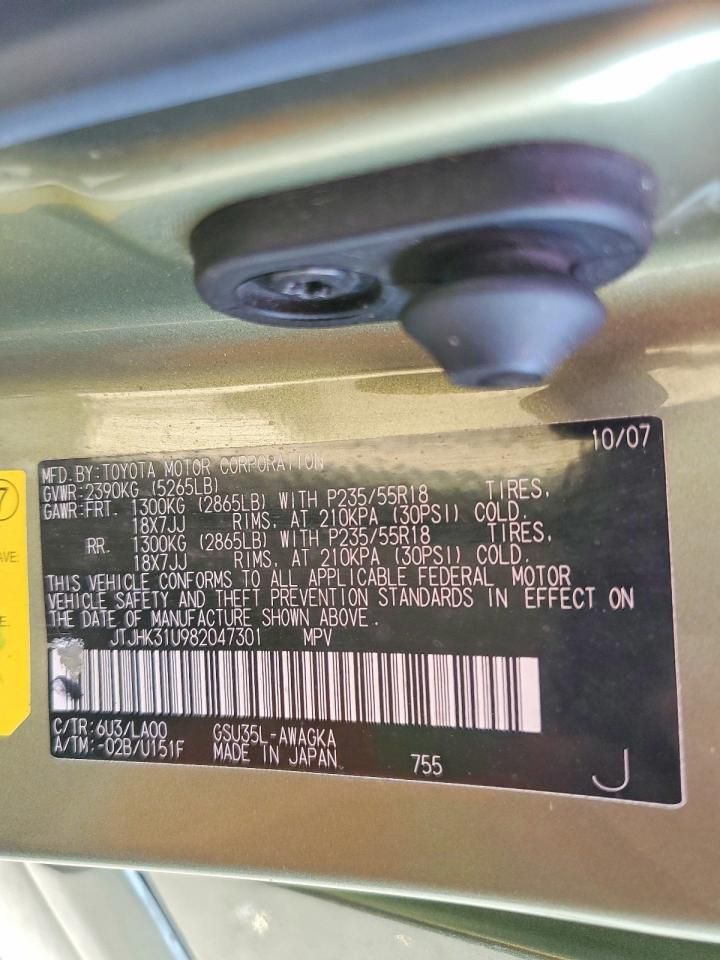 10/07
MFD.BY:TOYOTA MOTOR CORPORATION
GVWR:2390KG (5265LB)
GAWR:FRT. 1300KG (2865LB) WITH P235/55R18 TIRES,
18X7JJ RIMS, AT 210KPA (30PSI) COLD.
RR. 1300KG (2865LB) WITH P235/55R18 TIRES,
18X7JJ RIMS, AT 210KPA (30PSI) COLD.
THIS VEHICLE CONFORMS TO ALL APPLICABLE FEDERAL MOTOR
VEHICLE SAFETY AND THEFT PREVENTION STANDARDS IN EFFECT ON
THE DATE OF MANUFACTURE SHOWN ABOVE.
JTJHK31U982047301 MPV
C/TR:6U3/LA00 GSU35L-AWAGKA
A/TM:-02B/U151F MADE IN JAPAN 755 J
7
AVE